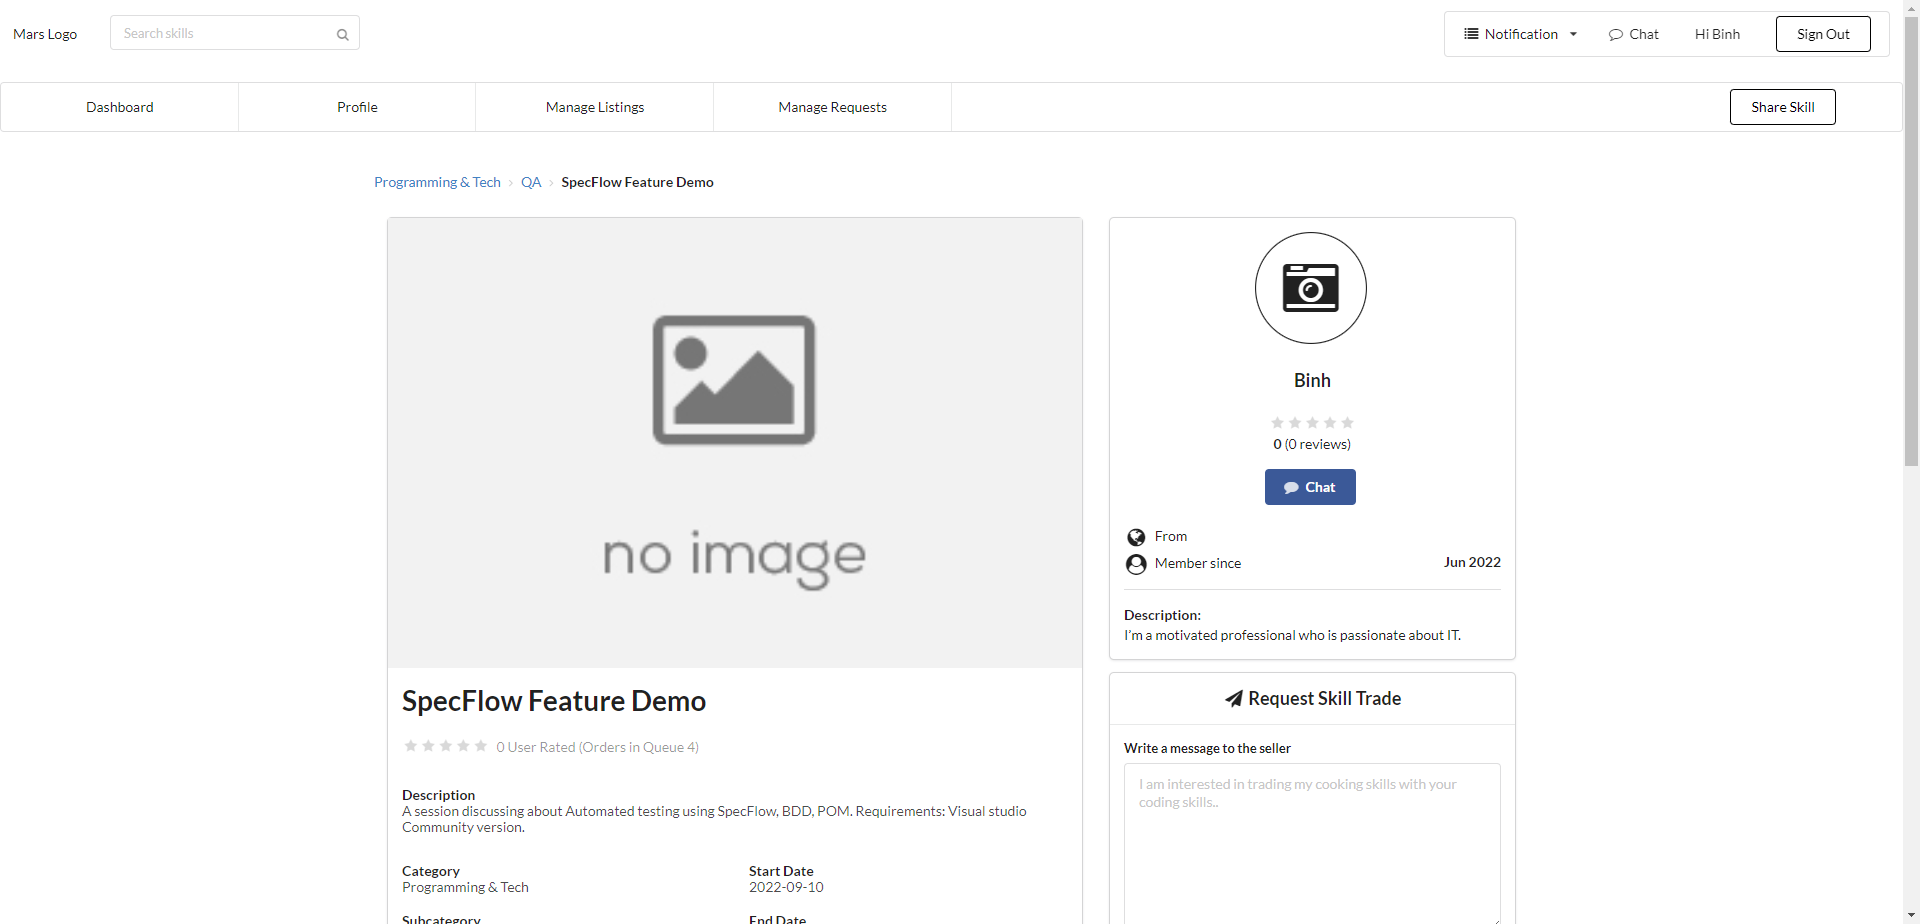 Mars Logo
Search skills
Notification
Chat
Hi Binh
Sign Out
Dashboard
Profile
Manage Listings
Manage Requests
Share Skill
Programming & Tech › QA › SpecFlow Feature Demo
no image
SpecFlow Feature Demo
0 User Rated (Orders in Queue 4)
Description
A session discussing about Automated testing using SpecFlow, BDD, POM. Requirements: Visual studio
Community version.
Category
Programming & Tech
Start Date
2022-09-10
Subcategory
End Date
Binh
0 (0 reviews)
Chat
From
Member since
Jun 2022
Description:
I'm a motivated professional who is passionate about IT.
Request Skill Trade
Write a message to the seller
I am interested in trading my cooking skills with your
coding skills..